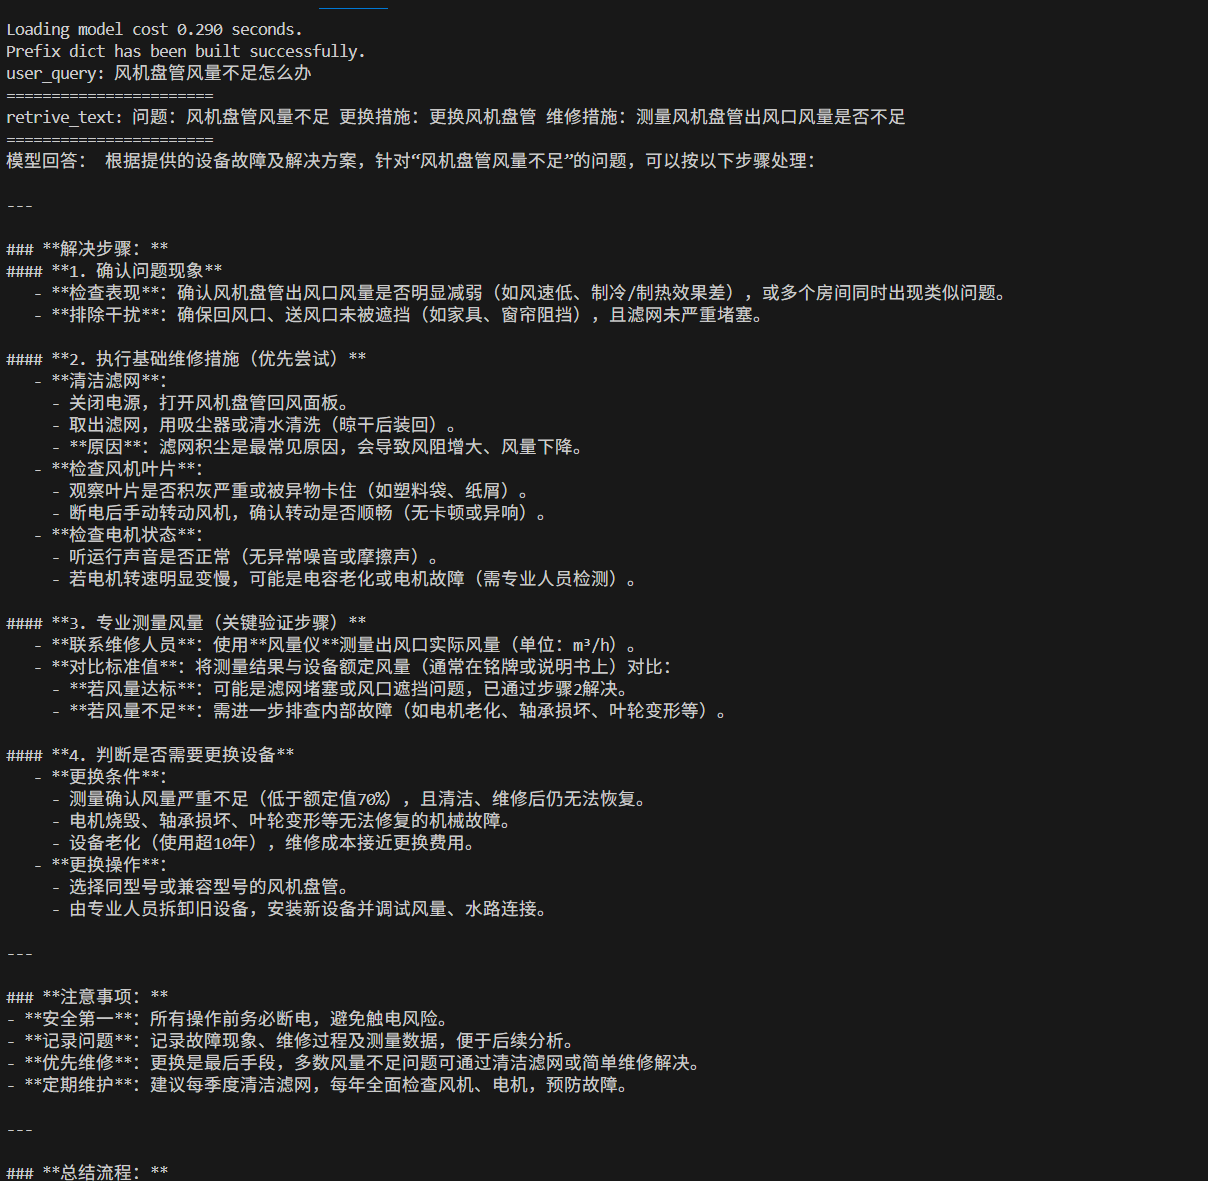 Loading model cost 0.290 seconds.
Prefix dict has been built successfully.
user_query: 风机盘管风量不足怎么办
=======================
retrive_text: 问题: 风机盘管风量不足 更换措施: 更换风机盘管 维修措施: 测量风机盘管出风口风量是否不足
=======================
模型回答： 根据提供的设备故障及解决方案，针对“风机盘管风量不足”的问题，可以按以下步骤处理：
---
### **解决步骤：**
#### **1. 确认问题现象**
- **检查表现**：确认风机盘管出风口风量是否明显减弱（如风速低、制冷/制热效果差），或多个房间同时出现类似问题。
- **排除干扰**：确保回风口、送风口未被遮挡（如家具、窗帘阻挡），且滤网未严重堵塞。
#### **2. 执行基础维修措施（优先尝试）**
- **清洁滤网**：
- 关闭电源，打开风机盘管回风面板。
- 取出滤网，用吸尘器或清水清洗（晾干后装回）。
- **原因**：滤网积尘是最常见原因，会导致风阻增大、风量下降。
- **检查风机叶片**：
- 观察叶片是否积灰严重或被异物卡住（如塑料袋、纸屑）。
- 断电后手动转动风机，确认转动是否顺畅（无卡顿或异响）。
- **检查电机状态**：
- 听运行声音是否正常（无异常噪音或摩擦声）。
- 若电机转速明显变慢，可能是电容老化或电机故障（需专业人员检测）。
#### **3. 专业测量风量（关键验证步骤）**
- **联系维修人员**：使用**风量仪**测量出风口实际风量（单位：m³/h）。
- **对比标准值**：将测量结果与设备额定风量（通常在铭牌或说明书上）对比：
- **若风量达标**：可能是滤网堵塞或风口遮挡问题，已通过步骤2解决。
- **若风量不足**：需进一步排查内部故障（如电机老化、轴承损坏、叶轮变形等）。
#### **4. 判断是否需要更换设备**
- **更换条件**：
- 测量确认风量严重不足（低于额定值70%），且清洁、维修后仍无法恢复。
- 电机烧毁、轴承损坏、叶轮变形等无法修复的机械故障。
- 设备老化（使用超10年），维修成本接近更换费用。
- **更换操作**：
- 选择同型号或兼容型号的风机盘管。
- 由专业人员拆卸旧设备，安装新设备并调试风量、水路连接。
---
### **注意事项：**
- **安全第一**：所有操作前务必断电，避免触电风险。
- **记录问题**：记录故障现象、维修过程及测量数据，便于后续分析。
- **优先维修**：更换是最后手段，多数风量不足问题可通过清洁滤网或简单维修解决。
- **定期维护**：建议每季度清洁滤网，每年全面检查风机、电机，预防故障。
---
### **总结流程：**